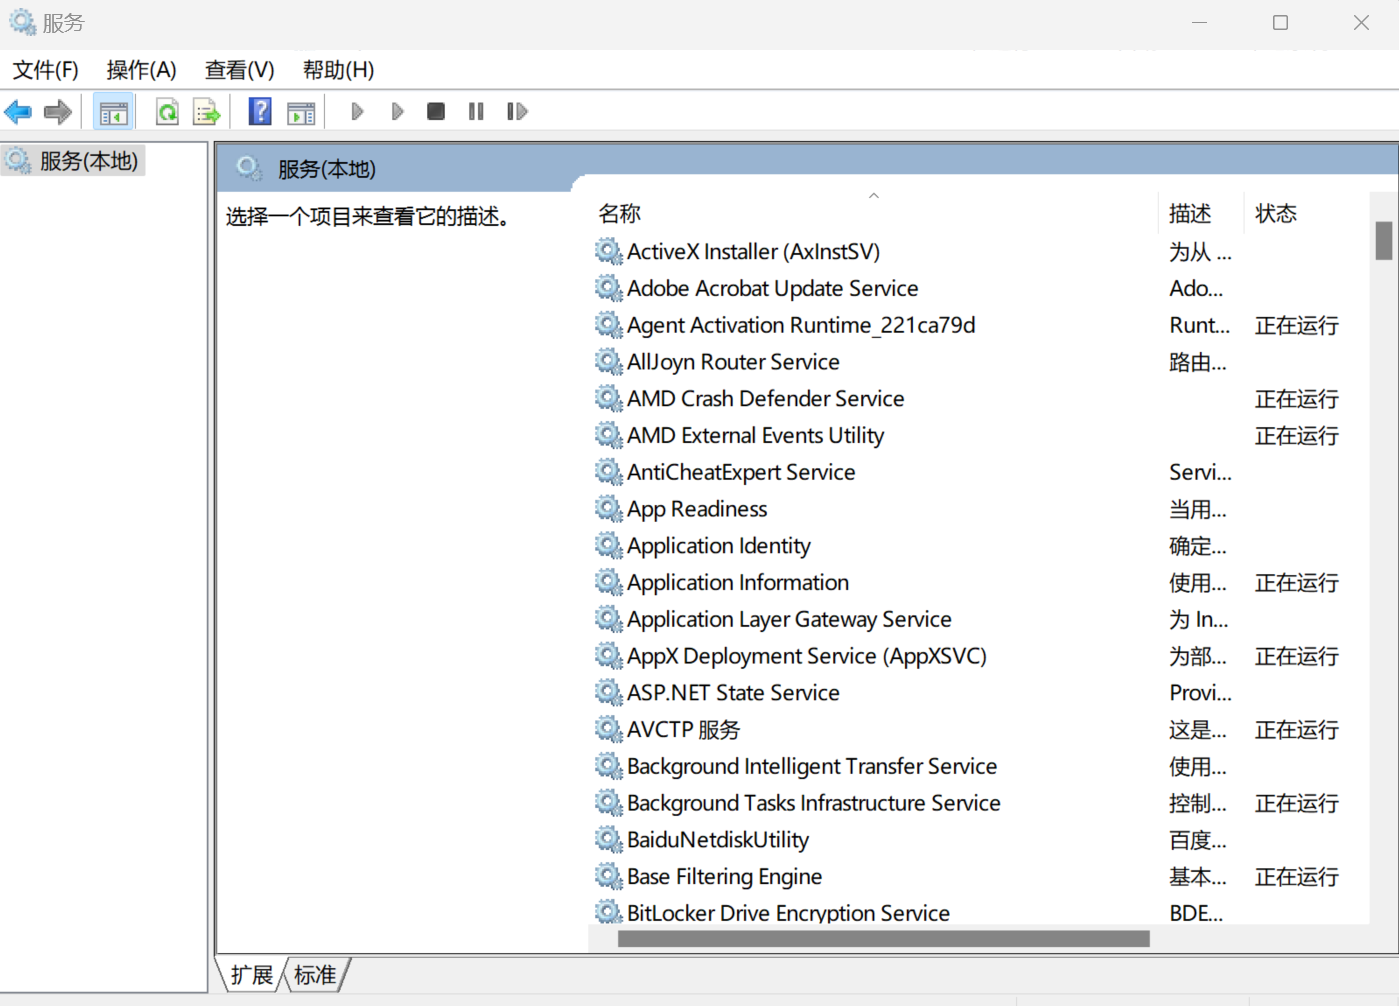 服务
文件(F) 操作(A) 查看(V) 帮助(H)
服务(本地)
服务(本地)
选择一个项目来查看它的描述。
名称 描述 状态
ActiveX Installer (AxInstSV) 为从 ...
Adobe Acrobat Update Service Ado...
Agent Activation Runtime_221ca79d Runt... 正在运行
AllJoyn Router Service 路由...
AMD Crash Defender Service 正在运行
AMD External Events Utility 正在运行
AntiCheatExpert Service Servi...
App Readiness 当用...
Application Identity 确定...
Application Information 使用... 正在运行
Application Layer Gateway Service 为 In...
AppX Deployment Service (AppXSVC) 为部... 正在运行
ASP.NET State Service Provi...
AVCTP 服务 这是... 正在运行
Background Intelligent Transfer Service 使用...
Background Tasks Infrastructure Service 控制... 正在运行
BaiduNetdiskUtility 百度...
Base Filtering Engine 基本... 正在运行
BitLocker Drive Encryption Service BDE...
扩展 标准